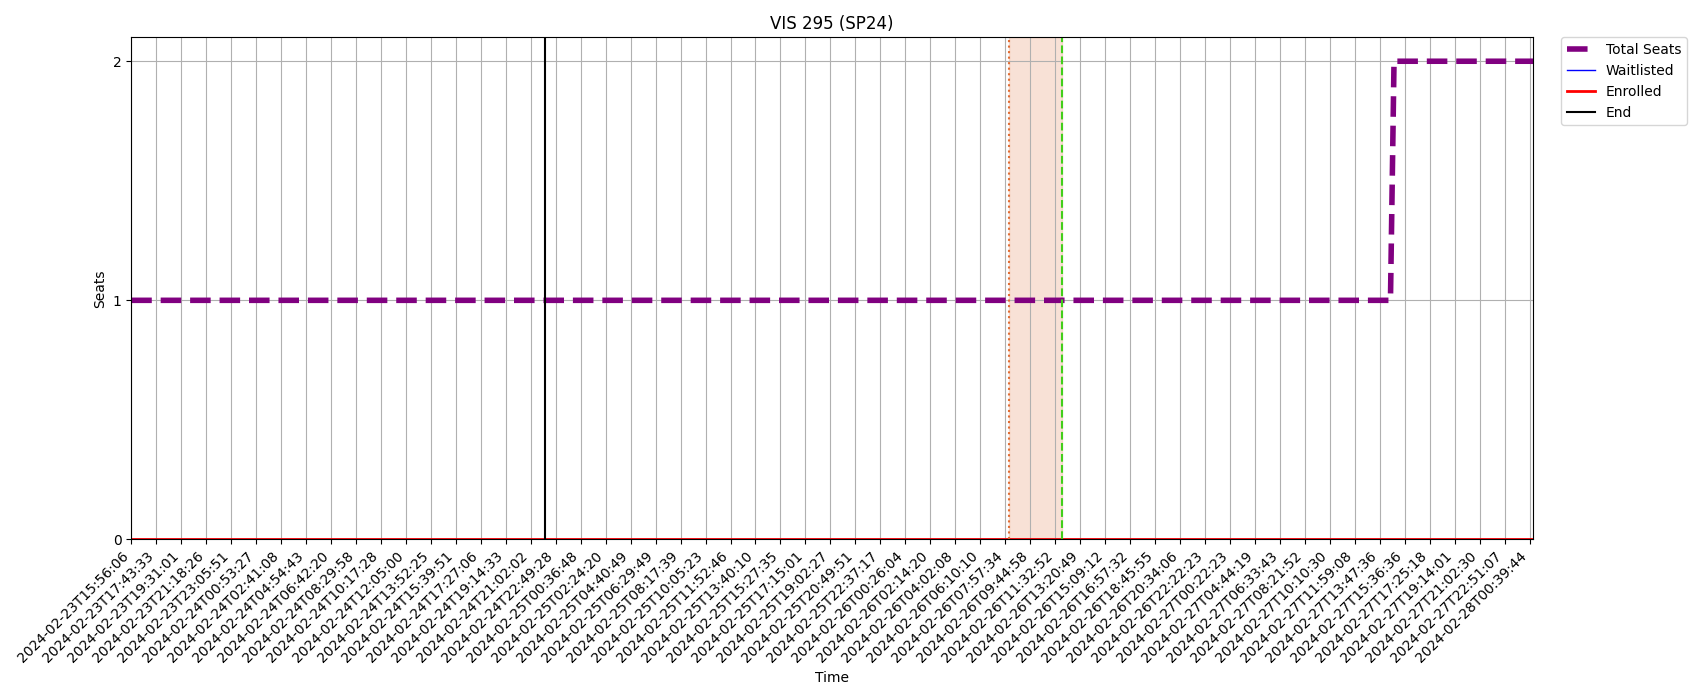 VIS 295 (SP24)
Total Seats
Waitlisted
Enrolled
End
Seats
2
1
0
2024-02-23T15:56:06
2024-02-23T17:43:33
2024-02-23T19:31:01
2024-02-23T21:18:26
2024-02-23T23:05:51
2024-02-24T00:53:27
2024-02-24T02:41:08
2024-02-24T04:54:43
2024-02-24T06:42:20
2024-02-24T08:29:58
2024-02-24T10:17:28
2024-02-24T12:05:00
2024-02-24T13:52:25
2024-02-24T15:39:51
2024-02-24T17:27:06
2024-02-24T19:14:33
2024-02-24T21:02:02
2024-02-24T22:49:28
2024-02-25T00:36:48
2024-02-25T02:24:20
2024-02-25T04:40:49
2024-02-25T06:29:49
2024-02-25T08:17:39
2024-02-25T10:05:23
2024-02-25T11:52:46
2024-02-25T13:40:10
2024-02-25T15:27:35
2024-02-25T17:15:01
2024-02-25T19:02:27
2024-02-25T20:49:51
2024-02-25T22:37:17
2024-02-26T00:26:04
2024-02-26T02:14:20
2024-02-26T04:02:08
2024-02-26T06:10:10
2024-02-26T07:57:34
2024-02-26T09:44:58
2024-02-26T11:32:52
2024-02-26T13:20:49
2024-02-26T15:09:12
2024-02-26T16:57:32
2024-02-26T18:45:55
2024-02-26T20:34:06
2024-02-26T22:22:23
2024-02-27T00:22:23
2024-02-27T04:44:19
2024-02-27T06:33:43
2024-02-27T08:21:52
2024-02-27T10:10:30
2024-02-27T11:59:08
2024-02-27T13:47:36
2024-02-27T15:36:36
2024-02-27T17:25:18
2024-02-27T19:14:01
2024-02-27T21:02:30
2024-02-27T22:51:07
2024-02-28T00:39:44
Time